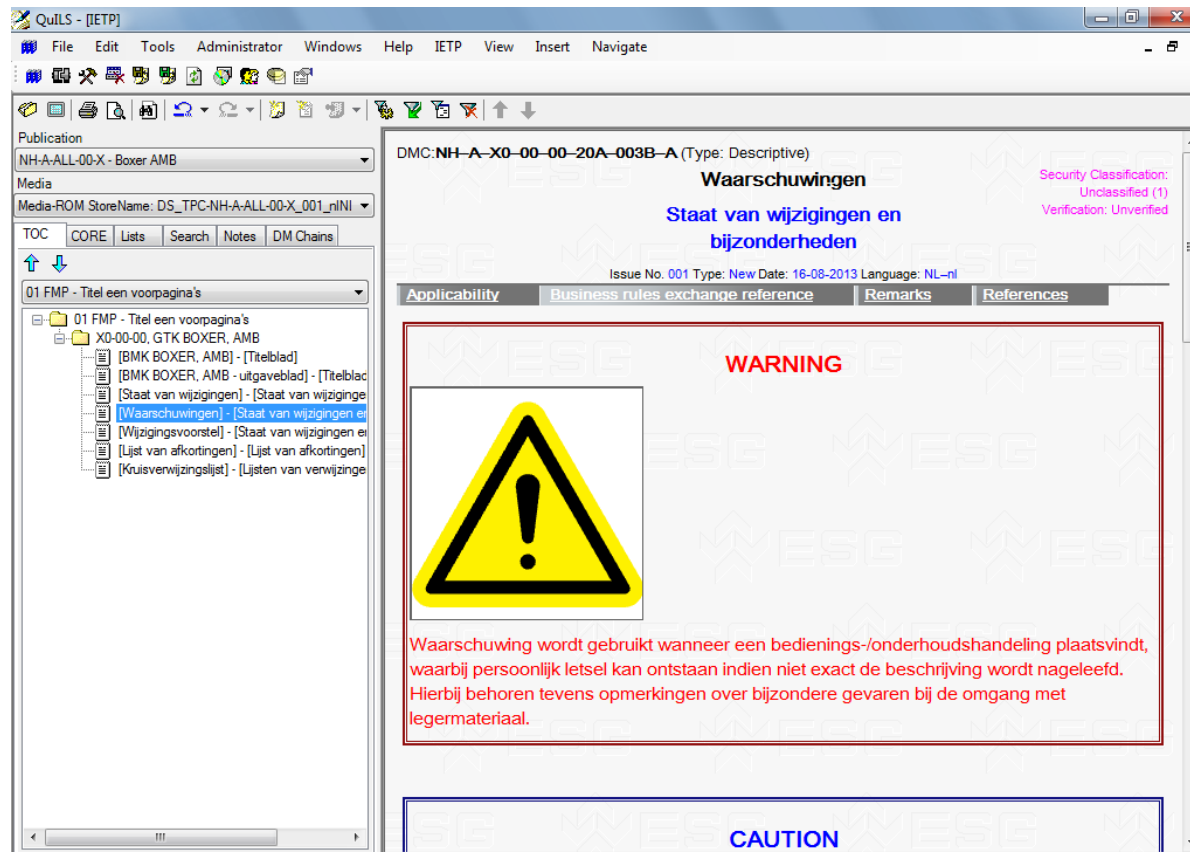 QuILS - [IETP]
File Edit Tools Administrator Windows Help IETP View Insert Navigate
Publication
NH-A-ALL-00-X - Boxer AMB
Media
Media-ROM StoreName: DS_TPC-NH-A-ALL-00-X_001_nlNl
TOC CORE Lists Search Notes DM Chains
01 FMP - Titel een voorpagina's
01 FMP - Titel een voorpagina's
X0-00-00, GTK BOXER, AMB
[BMK BOXER, AMB] - [Titelblad]
[BMK BOXER, AMB - uitgaveblad] - [Titelblac
[Staat van wijzigingen] - [Staat van wijziginge
[Waarschuwingen] - [Staat van wijzigingen er
[Wijzigingsvoorstel] - [Staat van wijzigingen er
[Lijst van afkortingen] - [Lijst van afkortingen]
[Kruisverwijzingslijst] - [Lijsten van verwijzinge
DMC:NH–A–X0–00–00–20A–003B–A (Type: Descriptive)
Waarschuwingen
Staat van wijzigingen en
bijzonderheden
Security Classification:
Unclassified (1)
Verification: Unverified
Issue No. 001 Type: New Date: 16-08-2013 Language: NL–nl
Applicability Business rules exchange reference Remarks References
WARNING
Waarschuwing wordt gebruikt wanneer een bedienings-/onderhoudshandeling plaatsvindt,
waarbij persoonlijk letsel kan ontstaan indien niet exact de beschrijving wordt nageleefd.
Hierbij behoren tevens opmerkingen over bijzondere gevaren bij de omgang met
legermateriaal.
CAUTION